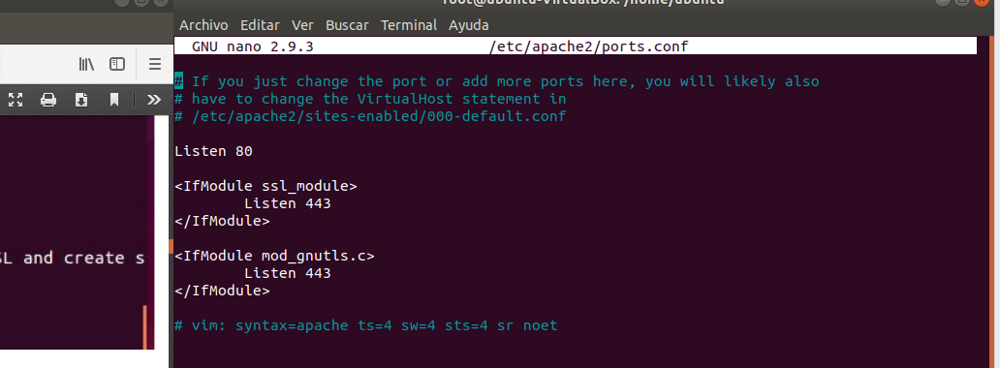 root@ubuntu-VirtualBox: /home/ubuntu
Archivo Editar Ver Buscar Terminal Ayuda
GNU nano 2.9.3 /etc/apache2/ports.conf
# If you just change the port or add more ports here, you will likely also
# have to change the VirtualHost statement in
# /etc/apache2/sites-enabled/000-default.conf
Listen 80
<IfModule ssl_module>
Listen 443
</IfModule>
<IfModule mod_gnutls.c>
Listen 443
</IfModule>
# vim: syntax=apache ts=4 sw=4 sts=4 sr noet
SL and create s